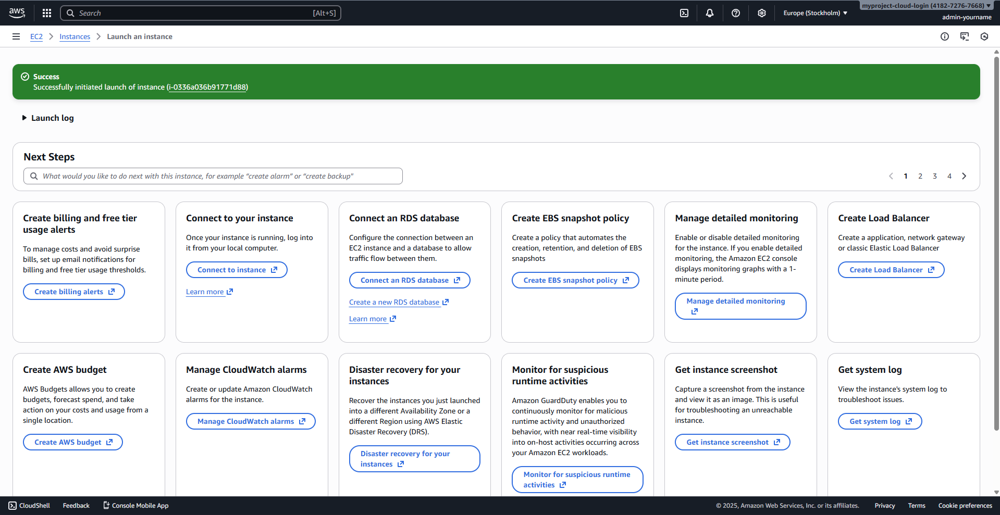 aws
Search [Alt+S]
Europe (Stockholm)
myproject-cloud-login (4182-7276-7668)
admin-yourname
EC2 Instances Launch an instance
Success
Successfully initiated launch of instance (i-0336a036b91771d88)
Launch log
Next Steps
What would you like to do next with this instance, for example “create alarm” or “create backup”
1 2 3 4
Create billing and free tier
usage alerts
To manage costs and avoid surprise
bills, set up email notifications for
billing and free tier usage thresholds.
Create billing alerts
Connect to your instance
Once your instance is running, log into
it from your local computer.
Connect to instance
Learn more
Connect an RDS database
Configure the connection between an
EC2 instance and a database to allow
traffic flow between them.
Connect an RDS database
Create a new RDS database
Learn more
Create EBS snapshot policy
Create a policy that automates the
creation, retention, and deletion of EBS
snapshots
Create EBS snapshot policy
Manage detailed monitoring
Enable or disable detailed monitoring
for the instance. If you enable detailed
monitoring, the Amazon EC2 console
displays monitoring graphs with a 1-
minute period.
Manage detailed monitoring
Create Load Balancer
Create a application, network gateway
or classic Elastic Load Balancer
Create Load Balancer
Create AWS budget
AWS Budgets allows you to create
budgets, forecast spend, and take
action on your costs and usage from a
single location.
Create AWS budget
Manage CloudWatch alarms
Create or update Amazon CloudWatch
alarms for the instance.
Manage CloudWatch alarms
Disaster recovery for your
instances
Recover the instances you just launched
into a different Availability Zone or a
different Region using AWS Elastic
Disaster Recovery (DRS).
Disaster recovery for your
instances
Monitor for suspicious
runtime activities
Amazon GuardDuty enables you to
continuously monitor for malicious
runtime activity and unauthorized
behavior, with near real-time visibility
into on-host activities occurring across
your Amazon EC2 workloads.
Monitor for suspicious runtime
activities
Get instance screenshot
Capture a screenshot from the instance
and view it as an image. This is useful
for troubleshooting an unreachable
instance.
Get instance screenshot
Get system log
View the instance's system log to
troubleshoot issues.
Get system log
CloudShell Feedback Console Mobile App
© 2025, Amazon Web Services, Inc. or its affiliates. Privacy Terms Cookie preferences